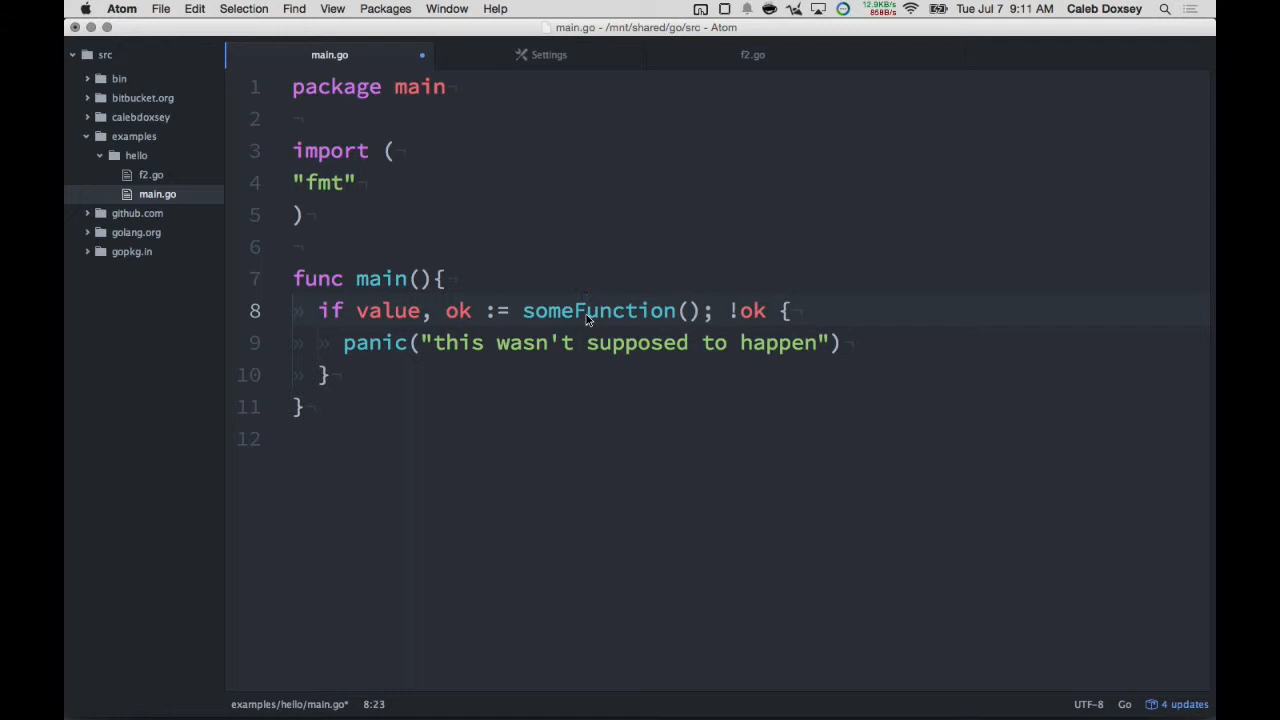 Atom File Edit Selection Find View Packages Window Help 12.9KB/s 858B/s Tue Jul 7 9:11 AM Caleb Doxsey
main.go - /mnt/shared/go/src - Atom
src
bin
bitbucket.org
calebdoxsey
examples
hello
f2.go
main.go
github.com
golang.org
gopkg.in
main.go Settings f2.go
1 package main
2
3 import (
4 "fmt"
5 )
6
7 func main(){
8 if value, ok := someFunction(); !ok {
9 panic("this wasn't supposed to happen")
10 }
11 }
12
examples/hello/main.go* 8:23 UTF-8 Go 4 updates